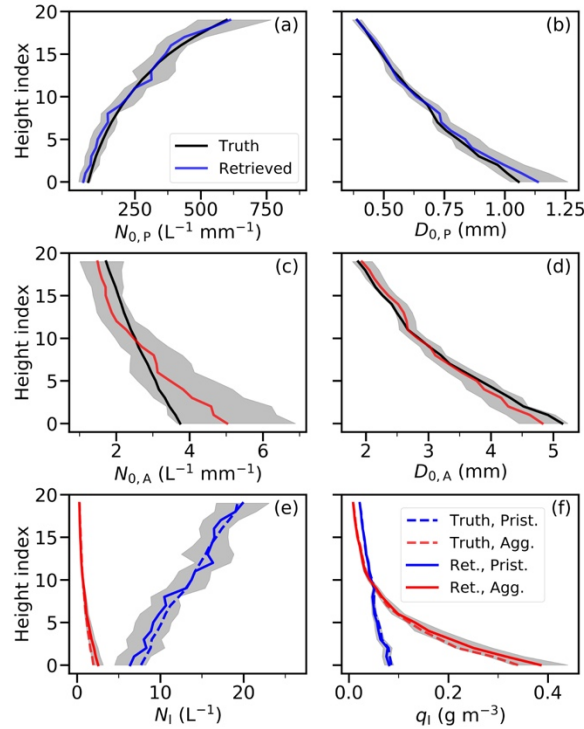 (a)
Height index
20
15
10
5
0
Truth
Retrieved
250 500 750
N0,P (L−1 mm−1)
(b)
0.50 0.75 1.00 1.25
D0,P (mm)
(c)
Height index
20
15
10
5
0
2 4 6
N0,A (L−1 mm−1)
(d)
2 3 4 5
D0,A (mm)
(e)
Height index
20
15
10
5
0
0 10 20
NI (L−1)
(f)
Truth, Prist.
Truth, Agg.
Ret., Prist.
Ret., Agg.
0.0 0.2 0.4
qI (g m−3)